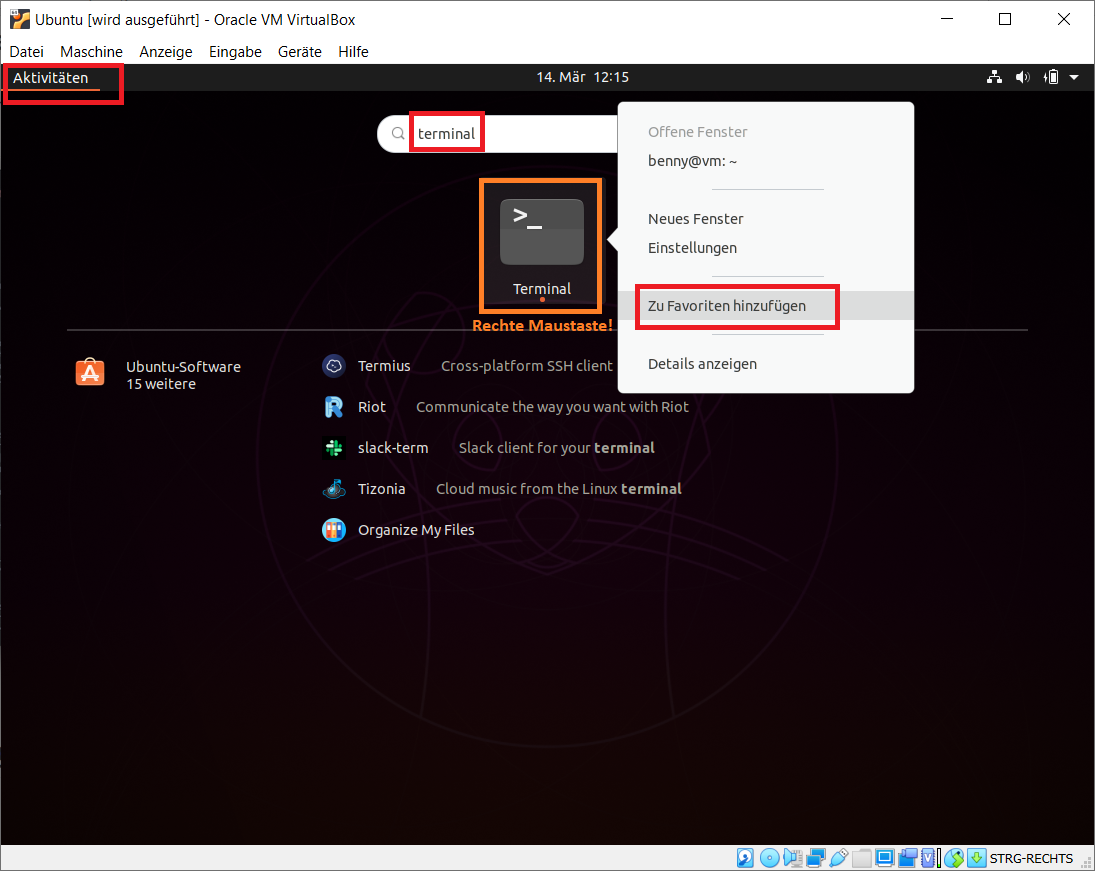 Ubuntu [wird ausgeführt] - Oracle VM VirtualBox
Datei Maschine Anzeige Eingabe Geräte Hilfe
Aktivitäten
14. Mär 12:15
terminal
>_
Terminal
Rechte Maustaste!
Offene Fenster
benny@vm: ~
Neues Fenster
Einstellungen
Zu Favoriten hinzufügen
Details anzeigen
Ubuntu-Software
15 weitere
Termius Cross-platform SSH client
Riot Communicate the way you want with Riot
slack-term Slack client for your terminal
Tizonia Cloud music from the Linux terminal
Organize My Files
STRG-RECHTS